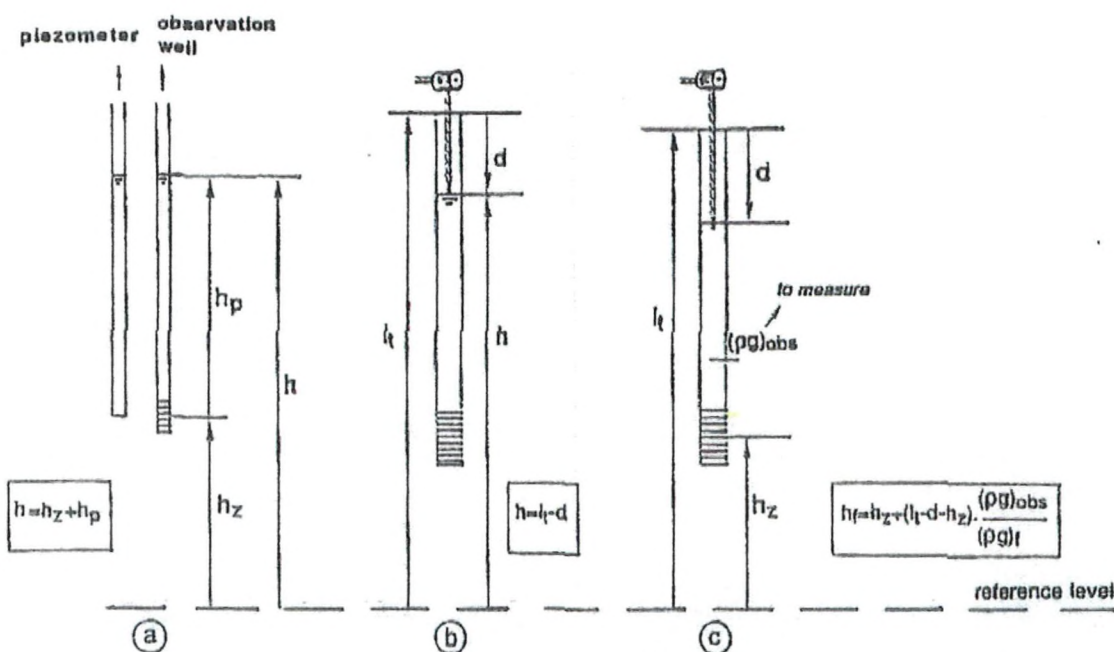 piezometer
observation
well
d
d
to measure
hp
lt
h
h
lt
(ρg)obs
hz
hz
h=hz+hp
h=lt-d
hf=hz+(lt-d-hz).(ρg)obs
(ρg)f
reference level
a
b
c